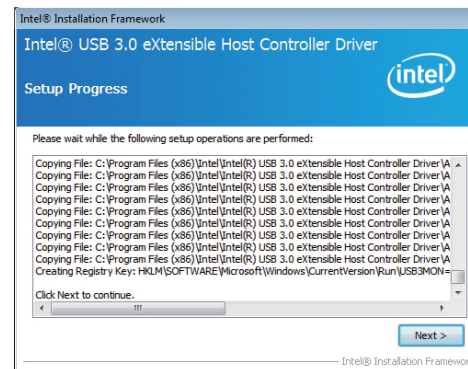 Intel® Installation Framework
Intel® USB 3.0 eXtensible Host Controller Driver
intel
Setup Progress
Please wait while the following setup operations are performed:
Copying File: C:\Program Files (x86)\Intel\Intel(R) USB 3.0 eXtensible Host Controller Driver\A
Copying File: C:\Program Files (x86)\Intel\Intel(R) USB 3.0 eXtensible Host Controller Driver\A
Copying File: C:\Program Files (x86)\Intel\Intel(R) USB 3.0 eXtensible Host Controller Driver\A
Copying File: C:\Program Files (x86)\Intel\Intel(R) USB 3.0 eXtensible Host Controller Driver\A
Copying File: C:\Program Files (x86)\Intel\Intel(R) USB 3.0 eXtensible Host Controller Driver\A
Copying File: C:\Program Files (x86)\Intel\Intel(R) USB 3.0 eXtensible Host Controller Driver\A
Copying File: C:\Program Files (x86)\Intel\Intel(R) USB 3.0 eXtensible Host Controller Driver\A
Copying File: C:\Program Files (x86)\Intel\Intel(R) USB 3.0 eXtensible Host Controller Driver\A
Copying File: C:\Program Files (x86)\Intel\Intel(R) USB 3.0 eXtensible Host Controller Driver\A
Creating Registry Key: HKLM\SOFTWARE\Microsoft\Windows\CurrentVersion\Run\USB3MON=
Click Next to continue.
Next >
Intel® Installation Framewor